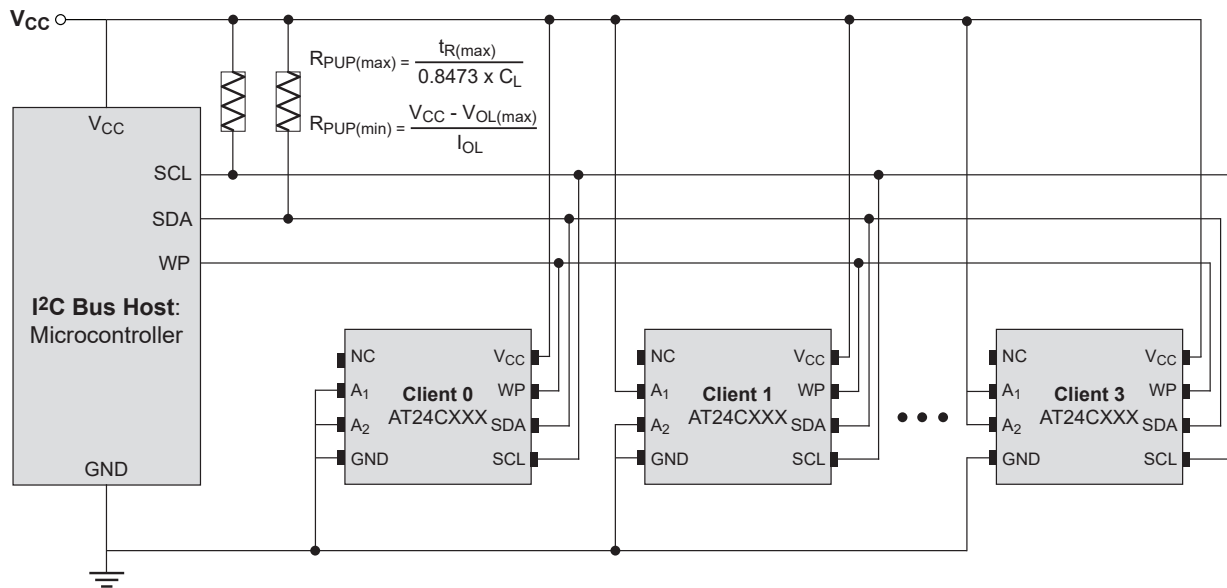 VCC
RPUP(max) = tR(max)
0.8473 x CL
RPUP(min) = VCC - VOL(max)
IOL
VCC
SCL
SDA
WP
I²C Bus Host:
Microcontroller
GND
NC
A1
A2
GND
Client 0
AT24CXXX
VCC
WP
SDA
SCL
NC
A1
A2
GND
Client 1
AT24CXXX
VCC
WP
SDA
SCL
NC
A1
A2
GND
Client 3
AT24CXXX
VCC
WP
SDA
SCL